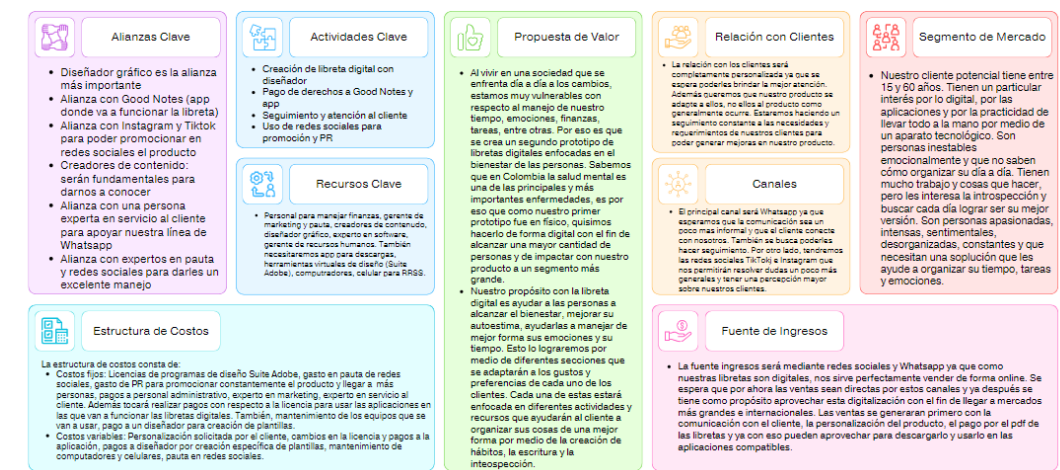 Alianzas Clave
• Diseñador gráfico es la alianza
más importante
• Alianza con Good Notes (app
donde va a funcionar la libreta)
• Alianza con Instagram y Tiktok
para poder promocionar en
redes sociales el producto
• Creadores de contenido:
serán fundamentales para
darnos a conocer
• Alianza con una persona
experta en servicio al cliente
para apoyar nuestra línea de
Whatsapp
• Alianza con expertos en pauta
y redes sociales para darles un
excelente manejo
Actividades Clave
• Creación de libreta digital con
diseñador
• Pago de derechos a Good Notes y
app
• Seguimiento y atención al cliente
• Uso de redes sociales para
promoción y PR
Recursos Clave
• Personal para manejar finanzas, gerente de
marketing y pauta, creadores de contenido,
diseñador gráfico, experto en software,
gerente de recursos humanos. También
necesitaremos app para descargas,
herramientas virtuales de diseño (Suite
Adobe), computadores, celular para RRSS.
Propuesta de Valor
• Al vivir en una sociedad que se
enfrenta día a día a los cambios,
estamos muy vulnerables con
respecto al manejo de nuestro
tiempo, emociones, finanzas,
tareas, entre otras. Por eso es que
se crea un segundo prototipo de
libretas digitales enfocadas en el
bienestar de las personas. Sabemos
que en Colombia la salud mental es
una de las principales y más
importantes enfermedades, es por
eso que como nuestro primer
prototipo fue en físico, quisimos
hacerlo de forma digital con el fin de
alcanzar una mayor cantidad de
personas y de impactar con nuestro
producto a un segmento más
grande.
• Nuestro propósito con la libreta
digital es ayudar a las personas a
alcanzar el bienestar, mejorar su
autoestima, ayudarlas a manejar de
mejor forma sus emociones y su
tiempo. Esto lo lograremos por
medio de diferentes secciones que
se adaptarán a los gustos y
preferencias de cada uno de los
clientes. Cada una de estas estará
enfocada en diferentes actividades y
recursos que ayudarán al cliente a
organizar sus cosas de una mejor
forma por medio de la creación de
hábitos, la escritura y la
inteospección.
Relación con Clientes
• La relación con los clientes será
completamente personalizada ya que se
espera poderles brindar la mejor atención.
Además queremos que nuestro producto se
adapte a ellos, no ellos al producto como
generalmente ocurre. Estaremos haciendo un
seguimiento constante a las necesidades y
requerimientos de nuestros clientes para
poder generar mejoras en nuestro producto.
Canales
• El principal canal será Whatsapp ya que
esperamos que la comunicación sea un
poco mas informal y que el cliente conecte
con nosotros. También se busca poderles
hacer seguimiento. Por otro lado, tendremos
las redes sociales TikTokj e Instagram que
nos permitirán resolver dudas un poco más
generales y tener una percepción mayor
sobre nuestros clientes.
Segmento de Mercado
• Nuestro cliente potencial tiene entre
15 y 60 años. Tienen un particular
interés por lo digital, por las
aplicaciones y por la practicidad de
llevar todo a la mano por medio de
un aparato tecnológico. Son
personas inestables
emocionalmente y que no saben
cómo organizar su día a día. Tienen
mucho trabajo y cosas que hacer,
pero les interesa la introspección y
buscar cada día lograr ser su mejor
versión. Son personas apasionadas,
intensas, sentimentales,
desorganizadas, constantes y que
necesitan una soplución que les
ayude a organizar su tiempo, tareas
y emociones.
Estructura de Costos
La estructura de costos consta de:
• Costos fijos: Licencias de programas de diseño Suite Adobe, gasto en pauta de redes
sociales, gasto de PR para promocionar constantemente el producto y llegar a más
personas, pagos a personal administrativo, experto en marketing, experto en servicio al
cliente. Además tocará realizar pagos con respecto a la licencia para usar las aplicaciones en
las que van a funcionar las libretas digitales. También, mantenimiento de los equipos que se
van a usar, pago a un diseñador para creación de plantillas.
• Costos variables: Personalización solicitada por el cliente, cambios en la licencia y pagos a la
aplicación, pagos a diseñador por creación específica de plantillas, mantenimiento de
computadores y celulares, pauta en redes sociales.
Fuente de Ingresos
• La fuente ingresos será mediante redes sociales y Whatsapp ya que como
nuestras libretas son digitales, nos sirve perfectamente vender de forma online. Se
espera que por ahora las ventas sean directas por estos canales y ya después se
tiene como propósito aprovechar esta digitalización con el fin de llegar a mercados
más grandes e internacionales. Las ventas se generaran primero con la
comunicación con el cliente, la personalización del producto, el pago por el pdf de
las libretas y ya con eso pueden aprovechar para descargarlo y usarlo en las
aplicaciones compatibles.